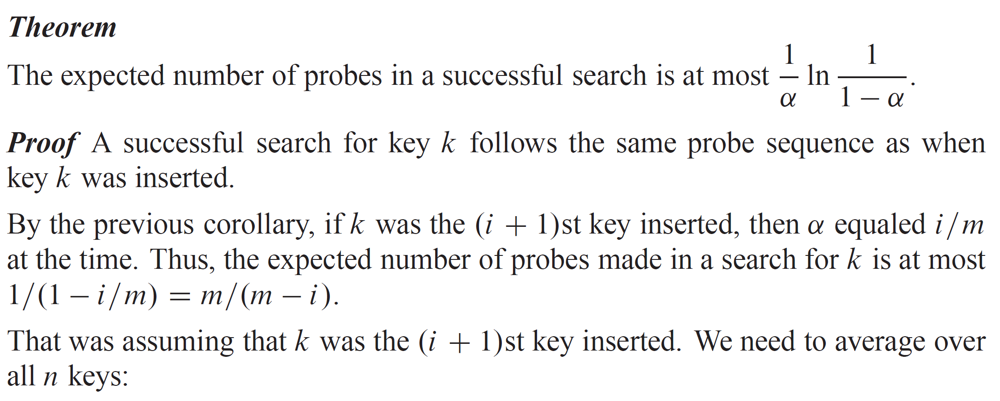 Theorem
The expected number of probes in a successful search is at most \frac{1}{α} ln \frac{1}{1 − α}.
Proof A successful search for key k follows the same probe sequence as when
key k was inserted.
By the previous corollary, if k was the (i + 1)st key inserted, then α equaled i/m
at the time. Thus, the expected number of probes made in a search for k is at most
1/(1 − i/m) = m/(m − i).
That was assuming that k was the (i + 1)st key inserted. We need to average over
all n keys: